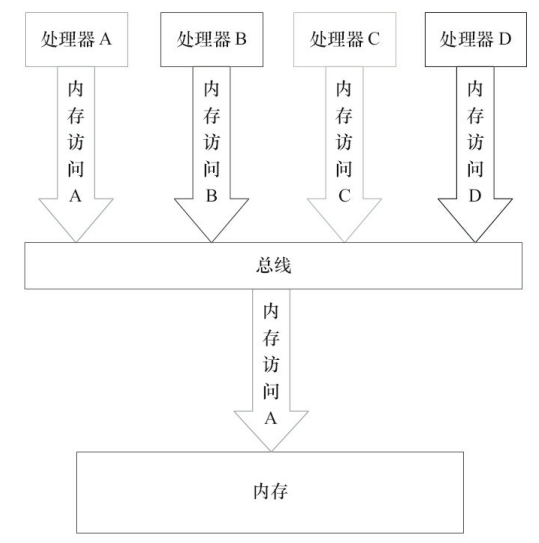 处理器 A
处理器 B
处理器 C
处理器 D
内存访问 A
内存访问 B
内存访问 C
内存访问 D
总线
内存访问 A
内存